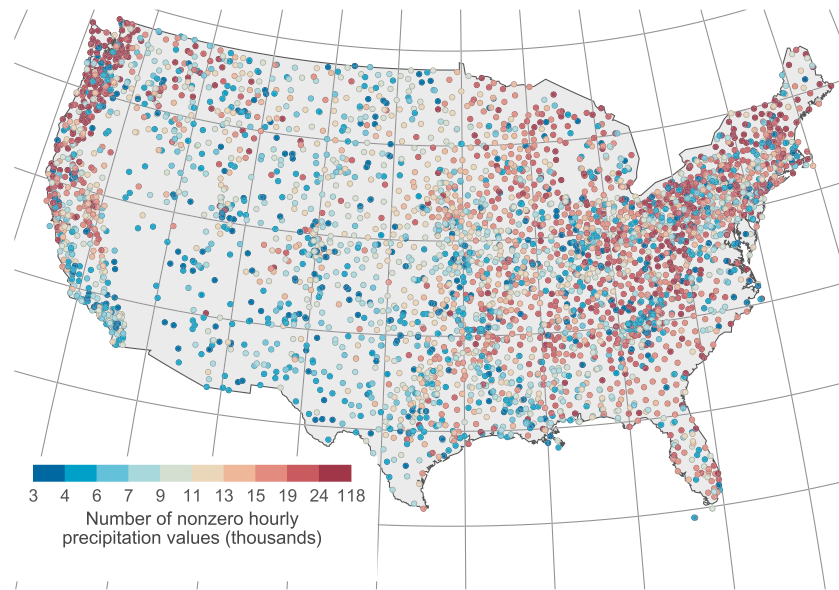 3 4 6 7 9 11 13 15 19 24 118
Number of nonzero hourly
precipitation values (thousands)